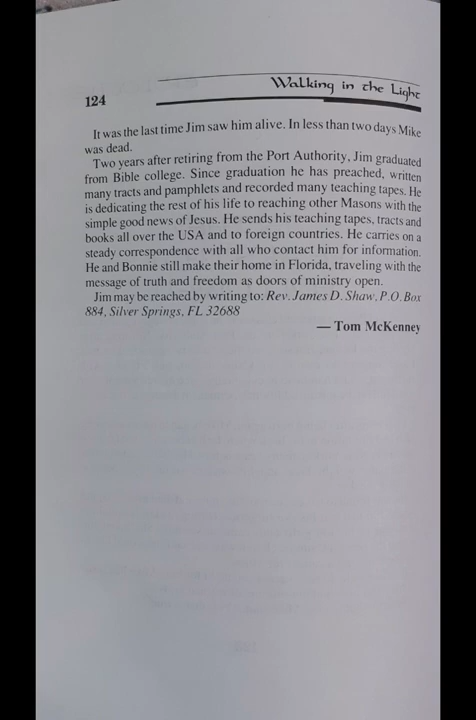 Walking in the Light
124
It was the last time Jim saw him alive. In less than two days Mike
was dead.
Two years after retiring from the Port Authority, Jim graduated
from Bible college. Since graduation he has preached, written
many tracts and pamphlets and recorded many teaching tapes. He
is dedicating the rest of his life to reaching other Masons with the
simple good news of Jesus. He sends his teaching tapes, tracts and
books all over the USA and to foreign countries. He carries on a
steady correspondence with all who contact him for information.
He and Bonnie still make their home in Florida, traveling with the
message of truth and freedom as doors of ministry open.
Jim may be reached by writing to: Rev. James D. Shaw, P.O. Box
884, Silver Springs, FL 32688
— Tom McKenney